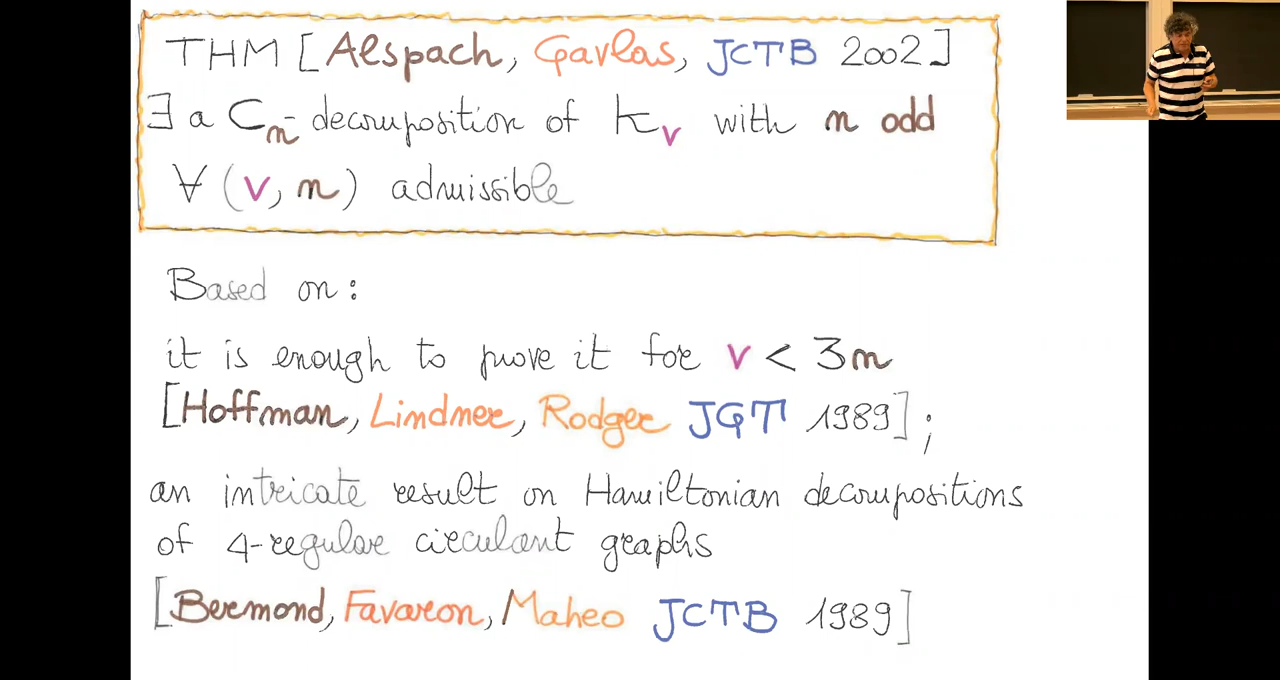 THM [Alspach, Gavlas, JCTB 2002]
∃ a Cₙ-decomposition of Kᵥ with n odd
∀ (v, n) admissible
Based on:
it is enough to prove it for v < 3n
[Hoffman, Lindner, Rodger JGT 1989];
an intricate result on Hamiltonian decompositions
of 4-regular circulant graphs
[Bermond, Favaron, Maheo JCTB 1989]